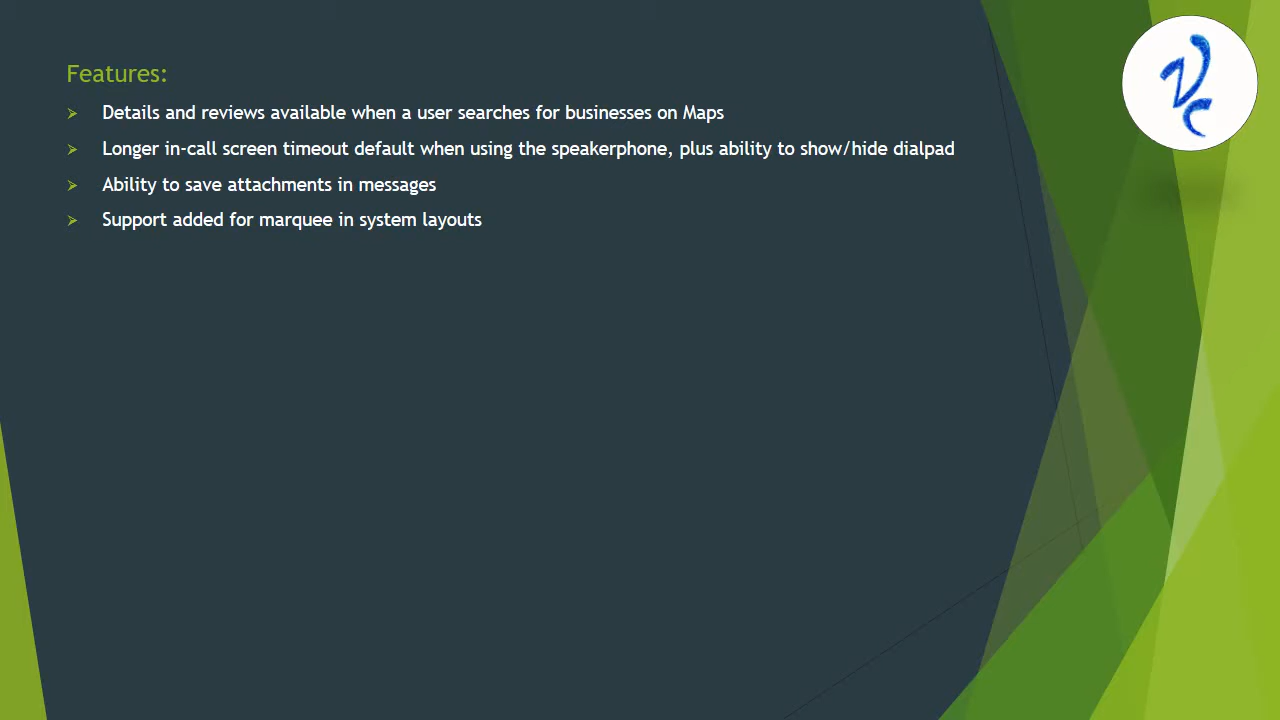 Features:
Details and reviews available when a user searches for businesses on Maps
Longer in-call screen timeout default when using the speakerphone, plus ability to show/hide dialpad
Ability to save attachments in messages
Support added for marquee in system layouts
VC